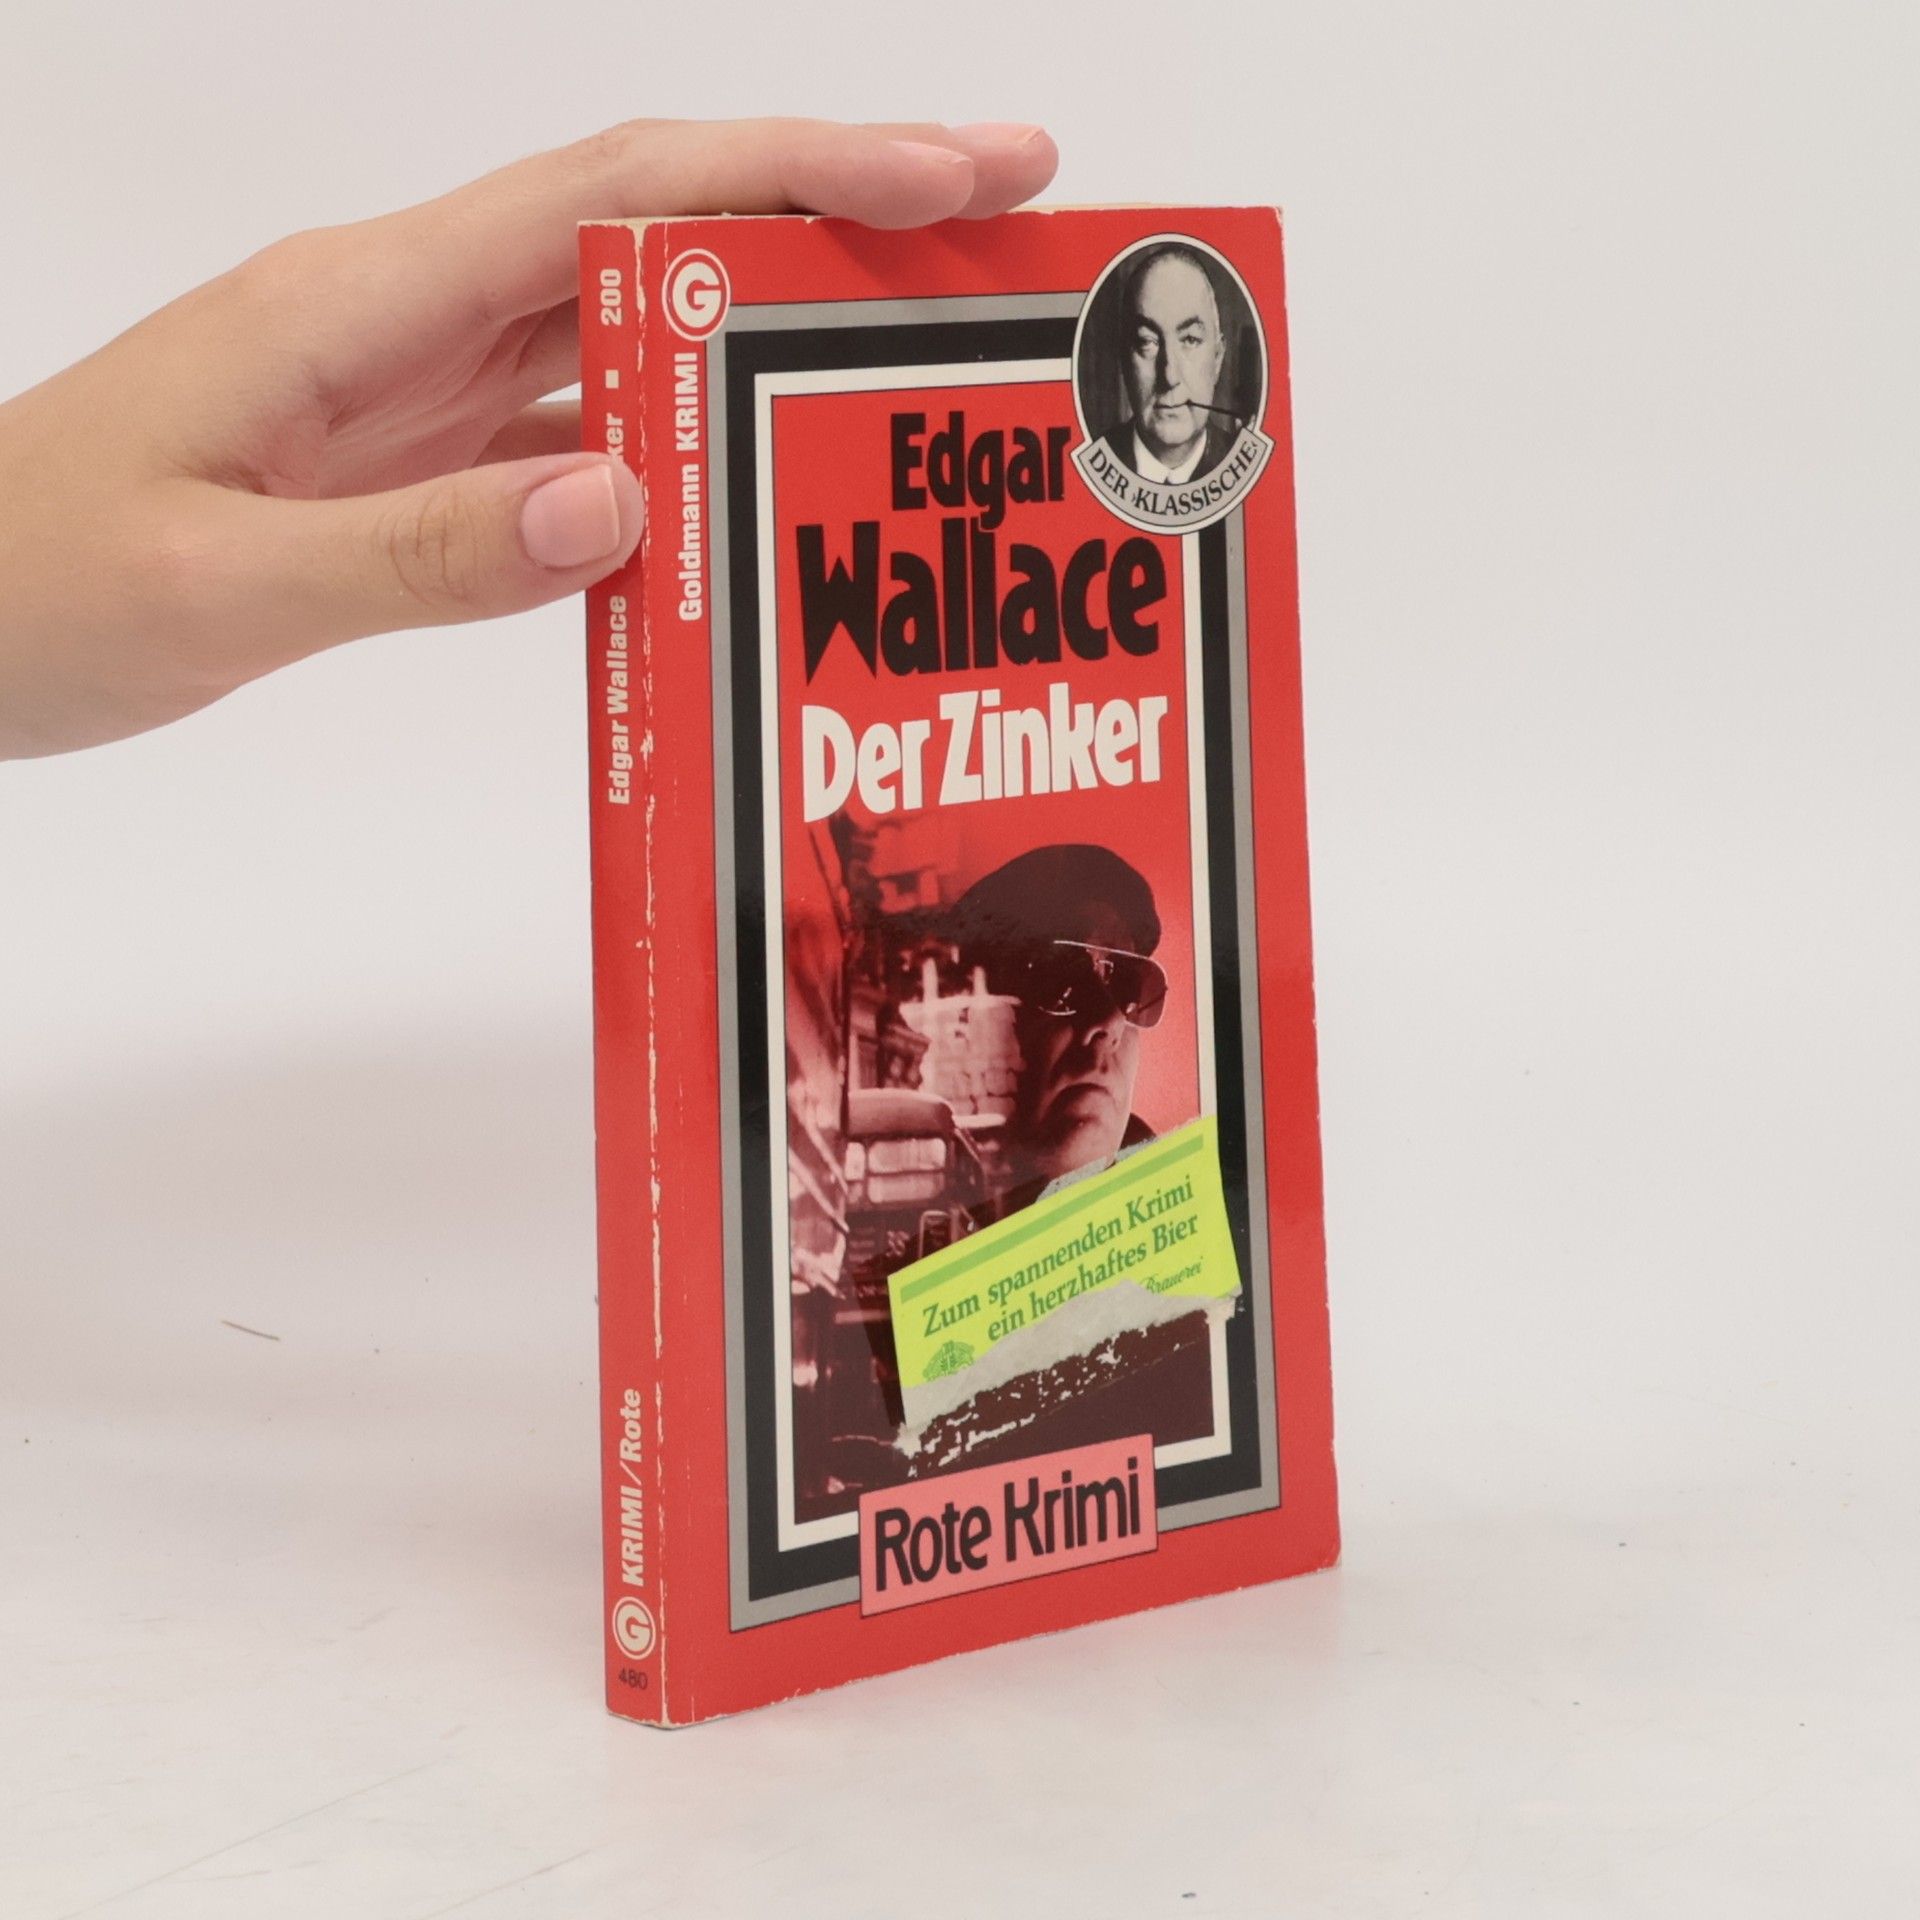 200
Edgar Wallace ker
KRIMI/Rote
G
480
G
Goldmann KRIMI
DER ›KLASSISCHE‹
Edgar
Wallace
Der Zinker
Zum spannenden Krimi
ein herzhaftes Bier
Brauerei
Rote Krimi